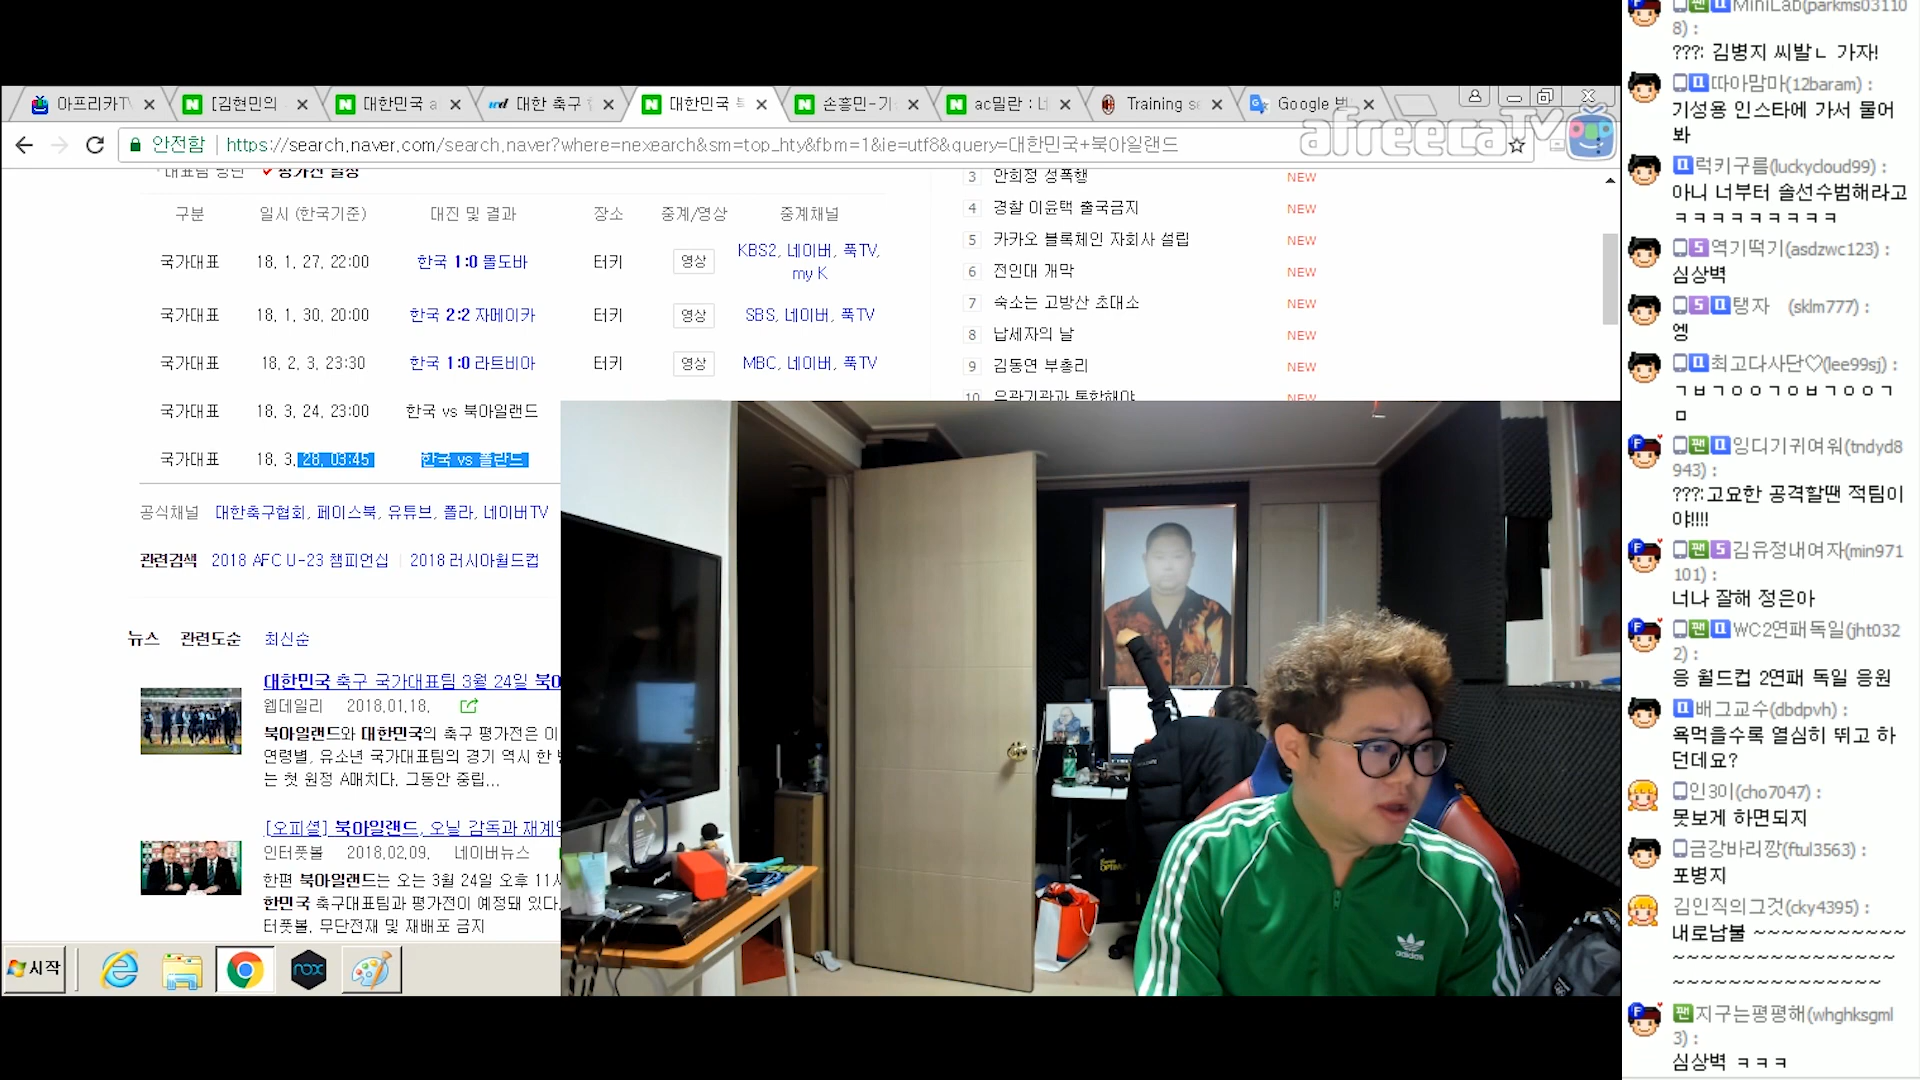 아프리카T
[김현민의
대한민국 a
대한 축구
대한민국
손흥민-기
ac밀란 : 네
Training se
Google 번
afreecaTV
안전함 https://search.naver.com/search.naver?where=nexearch&sm=top_hty&fbm=1&ie=utf8&query=대한민국+북아일랜드
대표팀 명단 평가전 일정
구분 일시 (한국기준) 대진 및 결과 장소 중계/영상 중계채널
국가대표 18. 1. 27. 22:00 한국 1:0 몰도바 터키 영상 KBS2, 네이버, 푹TV,
my K
국가대표 18. 1. 30. 20:00 한국 2:2 자메이카 터키 영상 SBS, 네이버, 푹TV
국가대표 18. 2. 3. 23:30 한국 1:0 라트비아 터키 영상 MBC, 네이버, 푹TV
국가대표 18. 3. 24. 23:00 한국 vs 북아일랜드
국가대표 18. 3. 28. 03:45 한국 vs 폴란드
공식채널 대한축구협회, 페이스북, 유튜브, 폴라, 네이버TV
관련검색 2018 AFC U-23 챔피언십 2018 러시아월드컵
뉴스 관련도순 최신순
대한민국 축구 국가대표팀 3월 24일 북아
웹데일리 2018.01.18.
북아일랜드와 대한민국의 축구 평가전은 이
연령별, 유소년 국가대표팀의 경기 역시 한
는 첫 원정 A매치다. 그동안 중립...
[오피셜] 북아일랜드, 오닐 감독과 재계약
인터풋볼 2018.02.09. 네이버뉴스
한편 북아일랜드는 오는 3월 24일 오후 11시
한민국 축구대표팀과 평가전이 예정돼 있다.
터풋볼, 무단전재 및 재배포 금지
3 안희정 성폭행 NEW
4 경찰 이윤택 출국금지 NEW
5 카카오 블록체인 자회사 설립 NEW
6 전인대 개막 NEW
7 숙소는 고방산 초대소 NEW
8 납세자의 날 NEW
9 김동연 부총리 NEW
10 유관기관과 통합해야 NEW
시작
nox
adidas
MiniLab(parkms03110
8) :
???: 김병지 씨발ㄴ 가자!
따아맘마(12baram) :
기성용 인스타에 가서 물어
봐
럭키구름(luckycloud99) :
아니 너부터 솔선수범해라고
ㅋㅋㅋㅋㅋㅋㅋㅋㅋ
역기떡기(asdzwc123) :
심상벽
탱자 (sklm777) :
엥
최고다사단♡(lee99sj) :
ㄱㅂㄱㅇㅇㄱㅇㅂㄱㅇㅇㄱ
ㅁ
잉디기귀여워(tndyd8
943) :
???:고요한 공격할땐 적팀이
야!!!!
김유정내여자(min971
101) :
너나 잘해 정은아
WC2연패독일(jht032
2) :
응 월드컵 2연패 독일 응원
배그교수(dbdpvh) :
욕먹을수록 열심히 뛰고 하
던데요?
인30l(cho7047) :
못보게 하면되지
금강바리깡(ftul3563) :
포병지
김인직의그것(cky4395) :
내로남불 ~~~~~~~~~~~~
~~~~~~~~~~~~~~~~~
~~~~~~~~~~~~~~~~
지구는평평해(whghksgml
3) :
심상벽 ㅋㅋㅋ